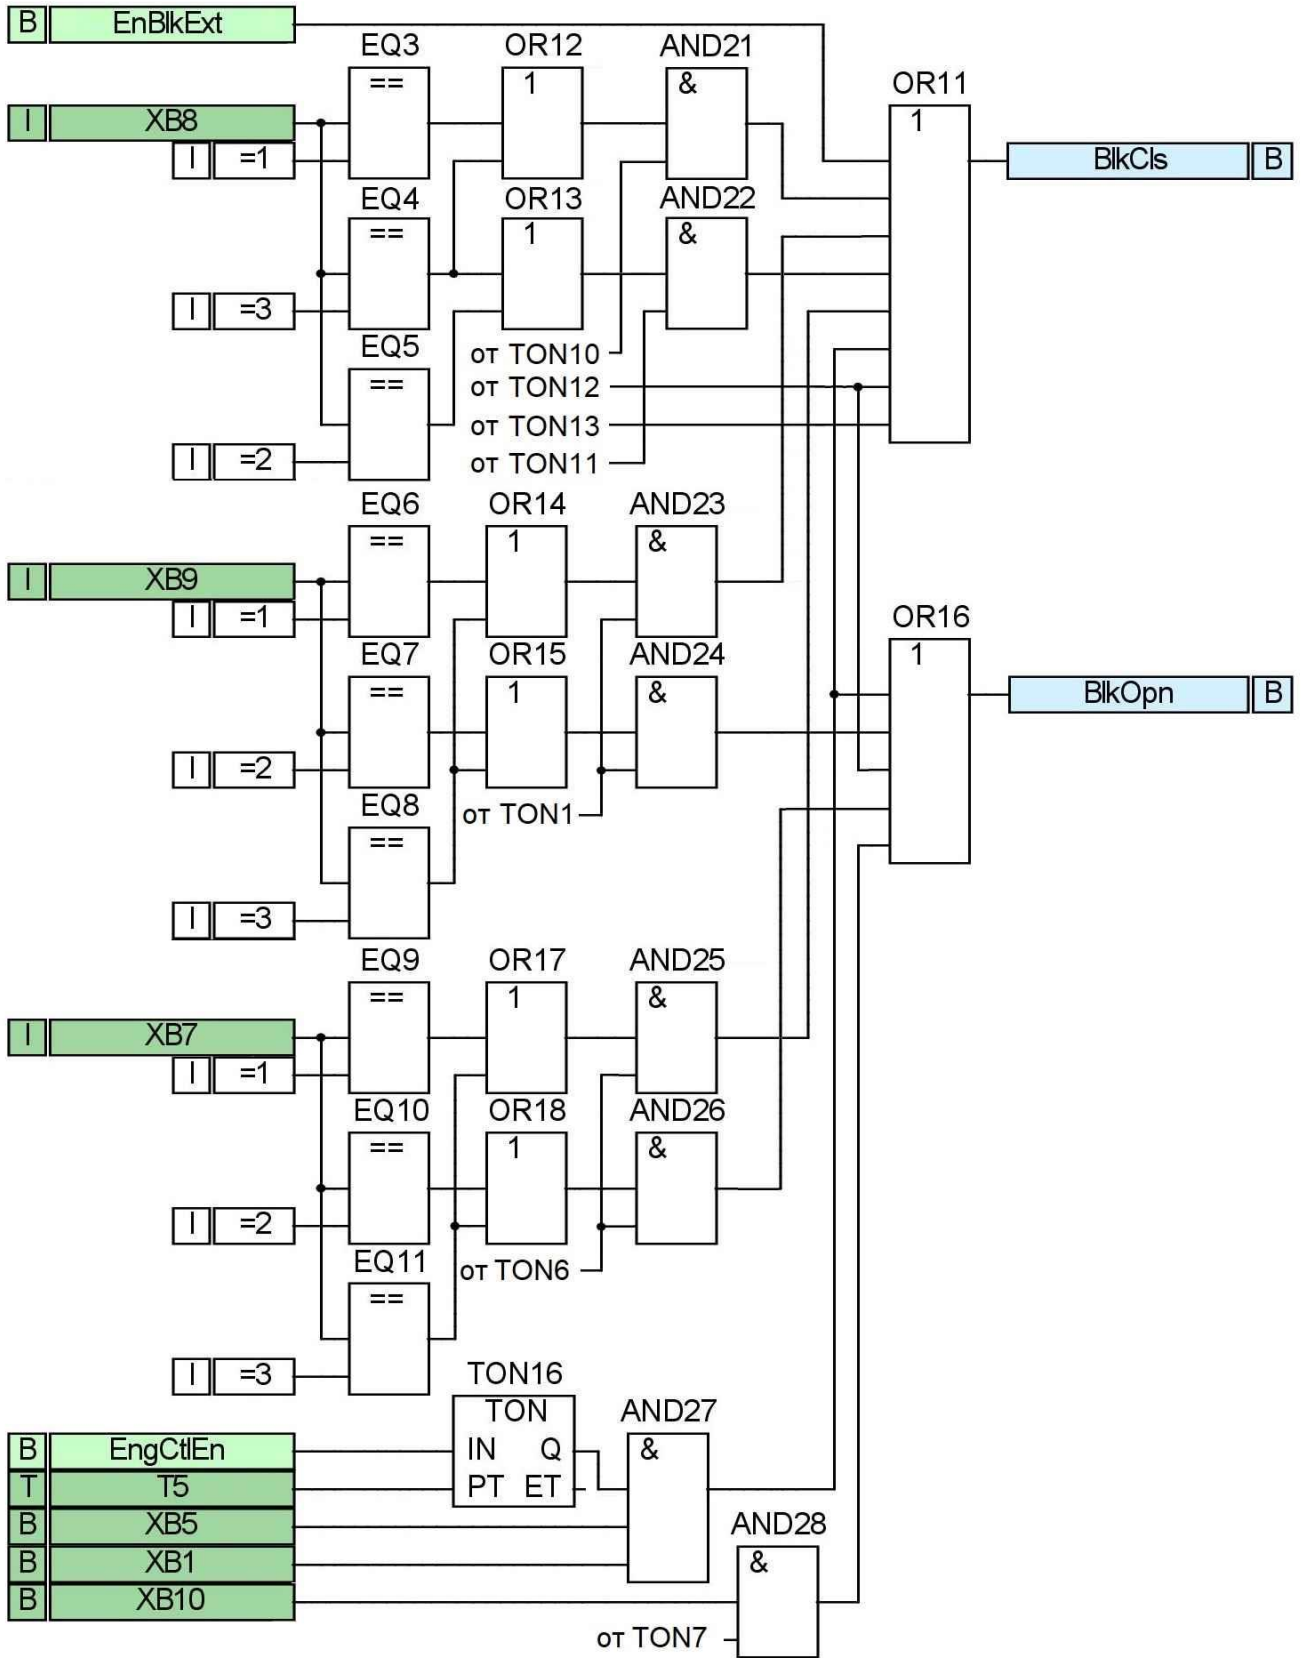 B EnBlkExt
EQ3 OR12 AND21
== 1 &
OR11
1
I XB8
I =1
BlkCls B
EQ4 OR13 AND22
== 1 &
I =3
EQ5
==
от TON10
от TON12
от TON13
от TON11
I =2
EQ6 OR14 AND23
== 1 &
I XB9
I =1
OR16
1
EQ7 OR15 AND24
== 1 &
BlkOpn B
I =2
EQ8
==
от TON1
I =3
EQ9 OR17 AND25
== 1 &
I XB7
I =1
EQ10 OR18 AND26
== 1 &
I =2
EQ11
==
от TON6
I =3
TON16
TON
AND27
&
B EngCtlEn
IN Q
T T5
PT ET
B XB5
AND28
&
B XB1
B XB10
от TON7